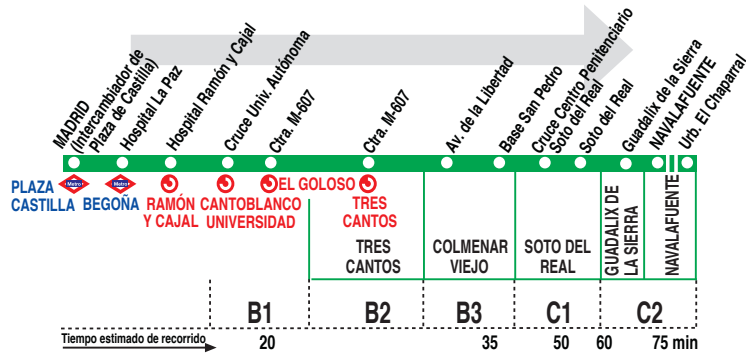 MADRID
(Intercambiador de
Plaza de Castilla)
Hospital La Paz
Hospital Ramón y Cajal
Cruce Univ. Autónoma
Ctra. M-607
Ctra. M-607
Av. de la Libertad
Base San Pedro
Cruce Centro Penitenciario
Soto del Real
Soto del Real
Guadalix de la Sierra
NAVALAFUENTE
Urb. El Chaparral
PLAZA
CASTILLA
Metro
Metro
BEGOÑA
RAMÓN
Y CAJAL
CANTOBLANCO
UNIVERSIDAD
EL GOLOSO
TRES
CANTOS
TRES
CANTOS
COLMENAR
VIEJO
SOTO DEL
REAL
GUADALIX DE
LA SIERRA
NAVALAFUENTE
B1 B2 B3 C1 C2
Tiempo estimado de recorrido 20 35 50 60 75 min